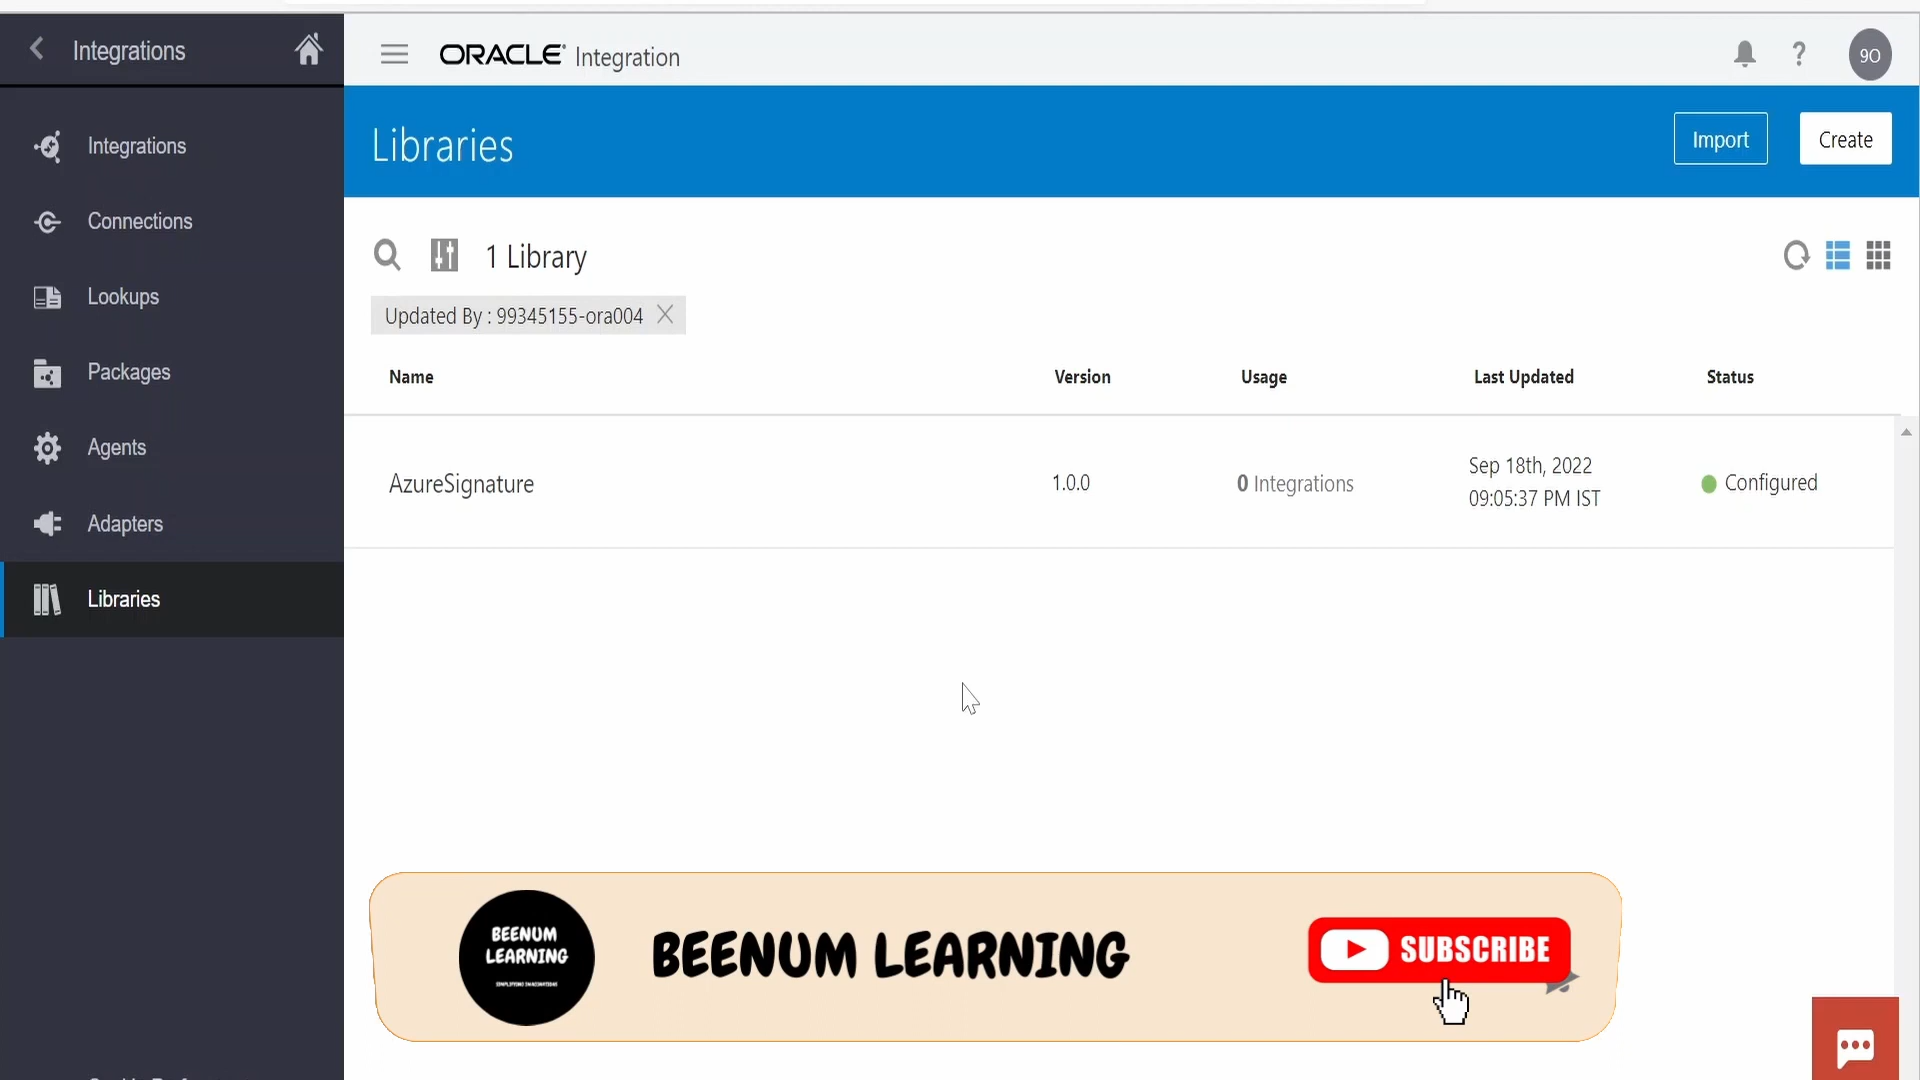 Integrations
ORACLE Integration
9O
Integrations
Connections
Lookups
Packages
Agents
Adapters
Libraries
Libraries
Import
Create
1 Library
Updated By : 99345155-ora004
Name Version Usage Last Updated Status
AzureSignature 1.0.0 0 Integrations Sep 18th, 2022 Configured
09:05:37 PM IST
BEENUM
LEARNING
BEENUM LEARNING
SUBSCRIBE